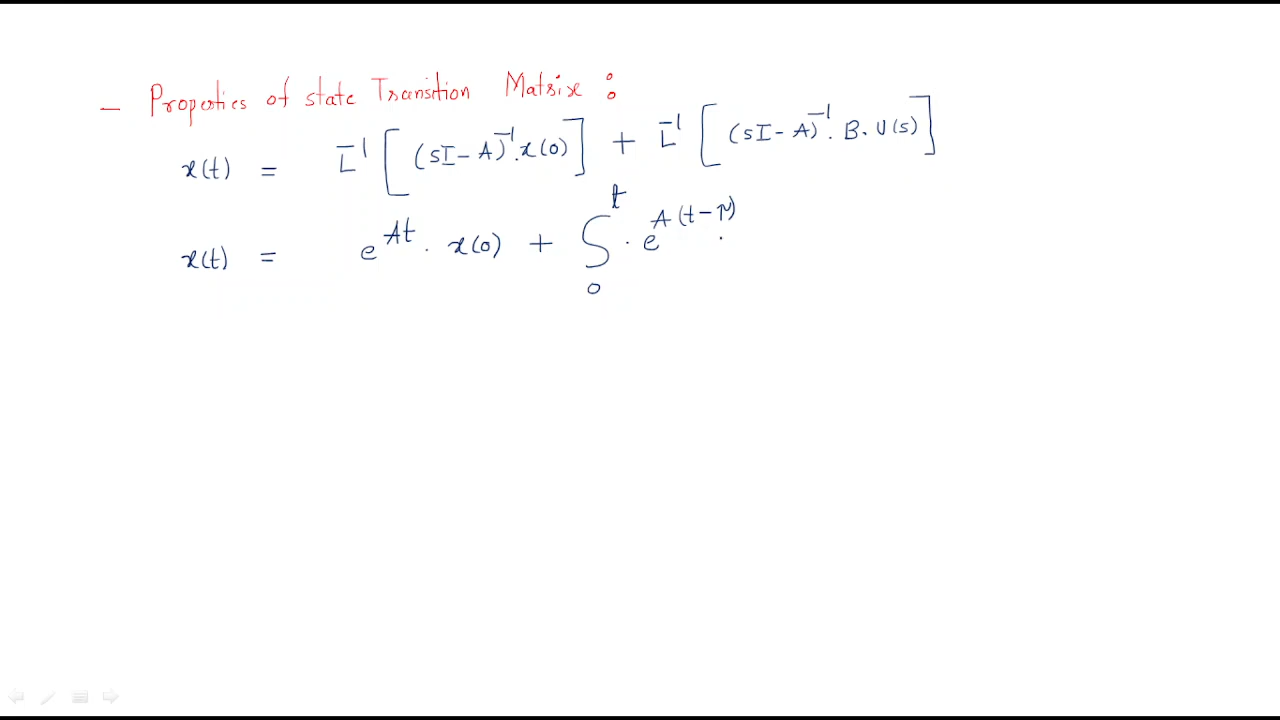 – Properties of state Transition Matrix :
x(t) = L⁻¹ [ (sI – A)⁻¹ . x(0) ] + L⁻¹ [ (sI – A)⁻¹ . B . U(s) ]
x(t) = e^{At} . x(0) + ∫₀ᵗ . e^{A(t–τ)} .